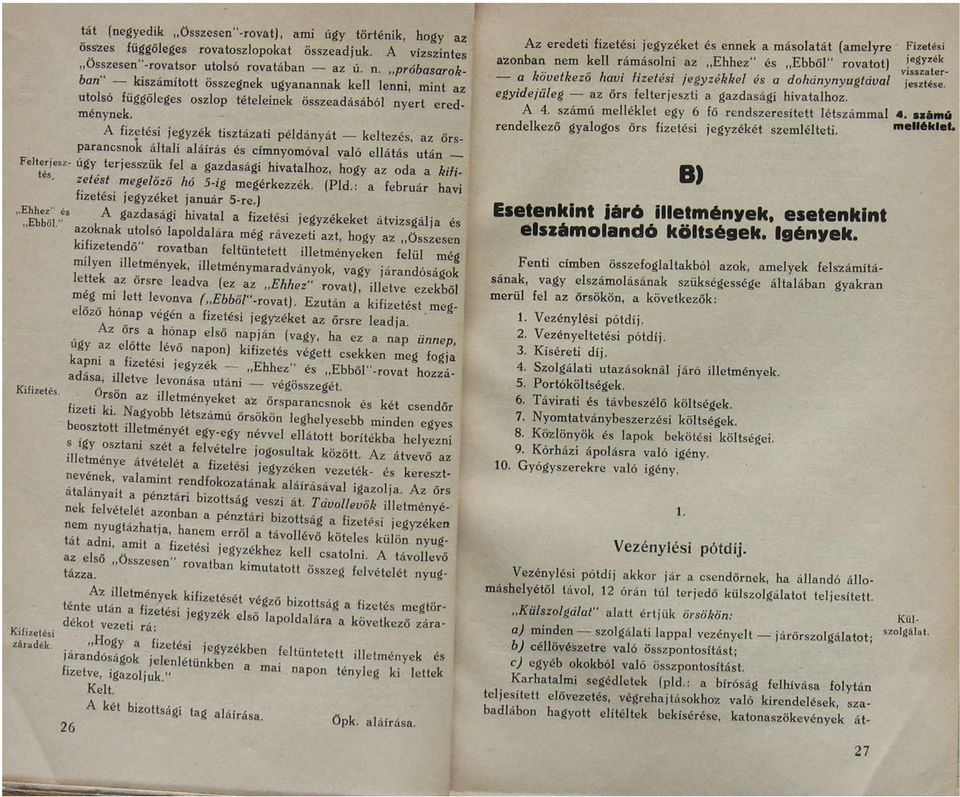 tát (negyedik „Összesen"-rovat), ami úgy történik, hogy az
összes függőleges rovatoszlopokat összeadjuk. A vízszintes
„Összesen"-rovatsor utolsó rovatában — az ú. n. „próbasarok-
ban" — kiszámított összegnek ugyanannak kell lenni, mint az
utolsó függőleges oszlop tételeinek összeadásából nyert ered-
ménynek.
A fizetési jegyzék tisztázati példányát — keltezés, az őrs-
parancsnok általi aláírás és címnyomóval való ellátás után —
Felterjesz-
tés.
úgy terjesszük fel a gazdasági hivatalhoz, hogy az oda a kifi-
zetést megelőző hó 5-ig megérkezzék. (Pld.: a február havi
fizetési jegyzéket január 5-re.)
„Ehhez" és
„Ebből."
A gazdasági hivatal a fizetési jegyzékeket átvizsgálja és
azoknak utolsó lapoldalára még rávezeti azt, hogy az „Összesen
kifizetendő" rovatban feltüntetett illetményeken felül még
milyen illetmények, illetménymaradványok, vagy járandóságok
lettek az őrsre leadva (ez az „Ehhez" rovat), illetve ezekből
még mi lett levonva („Ebből"-rovat). Ezután a kifizetést meg-
előző hónap végén a fizetési jegyzéket az őrsre leadja.
Az őrs a hónap első napján (vagy, ha ez a nap ünnep,
úgy az előtte lévő napon) kifizetés végett csekken meg fogja
kapni a fizetési jegyzék — „Ehhez" és „Ebből"-rovat hozzá-
adása, illetve levonása utáni — végösszegét.
Kifizetés.
Örsön az illetményeket az őrsparancsnok és két csendőr
fizeti ki. Nagyobb létszámú őrsökön leghelyesebb minden egyes
beosztott illetményét egy-egy névvel ellátott borítékba helyezni
s így osztani szét a felvételre jogosultak között. Az átvevő az
illetménye átvételét a fizetési jegyzéken vezeték- és kereszt-
nevének, valamint rendfokozatának aláírásával igazolja. Az őrs
átalányait a pénztári bizottság veszi át. Távollevők illetményé-
nek felvételét azonban a pénztári bizottság a fizetési jegyzéken
nem nyugtázhatja, hanem erről a távollévő köteles külön nyug-
tát adni, amit a fizetési jegyzékhez kell csatolni. A távollevő
az első „Összesen" rovatban kimutatott összeg felvételét nyug-
tázza.
Az illetmények kifizetését végző bizottság a fizetés megtör-
ténte után a fizetési jegyzék első lapoldalára a következő zára-
dékot vezeti rá:
Kifizetési
záradék.
„Hogy a fizetési jegyzékben feltüntetett illetmények és
járandóságok jelenlétünkben a mai napon tényleg ki lettek
fizetve, igazoljuk."
Kelt.
A két bizottsági tag aláírása.
Őpk. aláírása.
26
Az eredeti fizetési jegyzéket és ennek a másolatát (amelyre
azonban nem kell rámásolni az „Ehhez" és „Ebből" rovatot)
— a következő havi fizetési jegyzékkel és a dohánynyugtával
egyidejűleg — az őrs felterjeszti a gazdasági hivatalhoz.
Fizetési
jegyzék
visszater-
jesztése.
A 4. számú melléklet egy 6 fő rendszeresített létszámmal
rendelkező gyalogos őrs fizetési jegyzékét szemlélteti.
4. számú
melléklet.
B)
Esetenkint járó illetmények, esetenkint
elszámolandó költségek. Igények.
Fenti címben összefoglaltakból azok, amelyek felszámítá-
sának, vagy elszámolásának szükségessége általában gyakran
merül fel az őrsökön, a következők:
1. Vezénylési pótdíj.
2. Vezényeltetési pótdíj.
3. Kíséreti díj.
4. Szolgálati utazásoknál járó illetmények.
5. Portóköltségek.
6. Távirati és távbeszélő költségek.
7. Nyomtatványbeszerzési költségek.
8. Közlönyök és lapok bekötési költségei.
9. Kórházi ápolásra való igény.
10. Gyógyszerekre való igény.
1.
Vezénylési pótdíj.
Vezénylési pótdíj akkor jár a csendőrnek, ha állandó állo-
máshelyétől távol, 12 órán túl terjedő külszolgálatot teljesített.
„Külszolgálat" alatt értjük őrsökön:
Kül-
szolgálat.
a) minden — szolgálati lappal vezényelt — járőrszolgálatot;
b) céllövészetre való összpontosítást;
c) egyéb okokból való összpontosítást.
Karhatalmi segédletek (pld.: a bíróság felhívása folytán
teljesített elővezetés, végrehajtásokhoz való kirendelések, sza-
badlábon hagyott elítéltek bekísérése, katonaszökevények át-
27